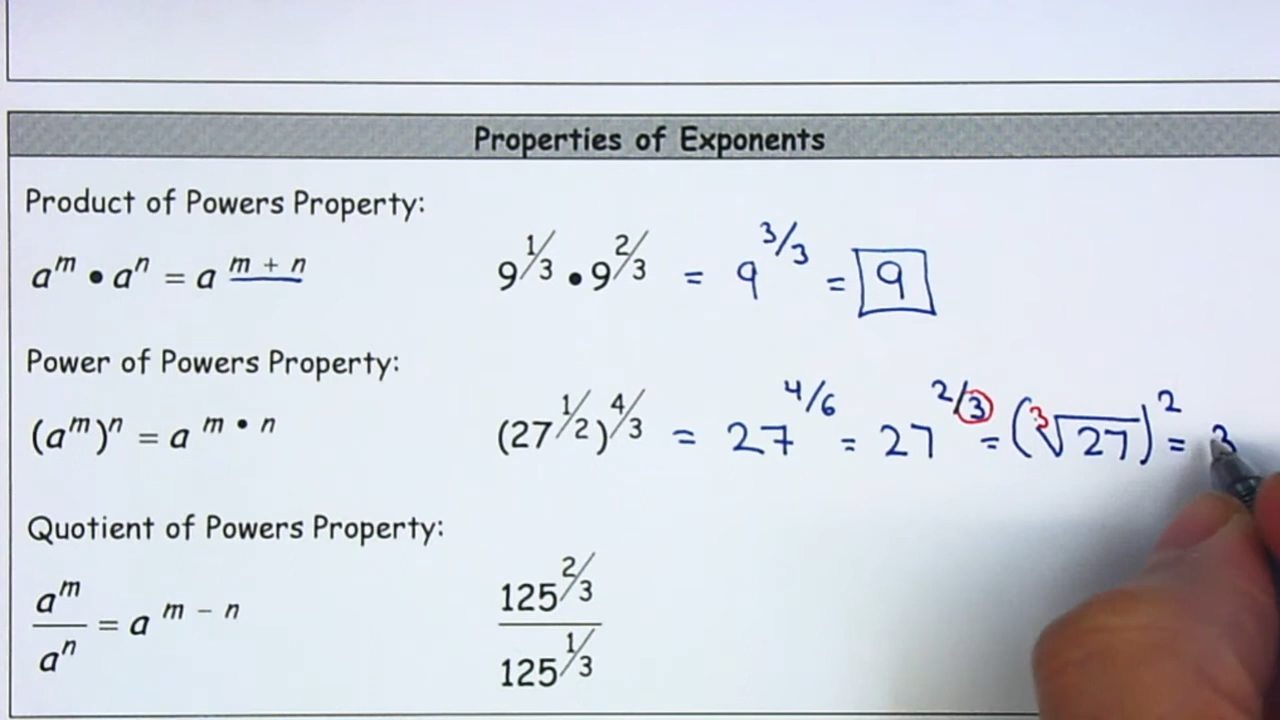 Properties of Exponents
Product of Powers Property:
a^m • a^n = a^(m + n)    9^(1/3) • 9^(2/3) = 9^(3/3) = 9
Power of Powers Property:
(a^m)^n = a^(m • n)    (27^(1/2))^(4/3) = 27^(4/6) = 27^(2/3) = (∛27)^2 = 3
Quotient of Powers Property:
a^m/a^n = a^(m – n)    125^(2/3)/125^(1/3)